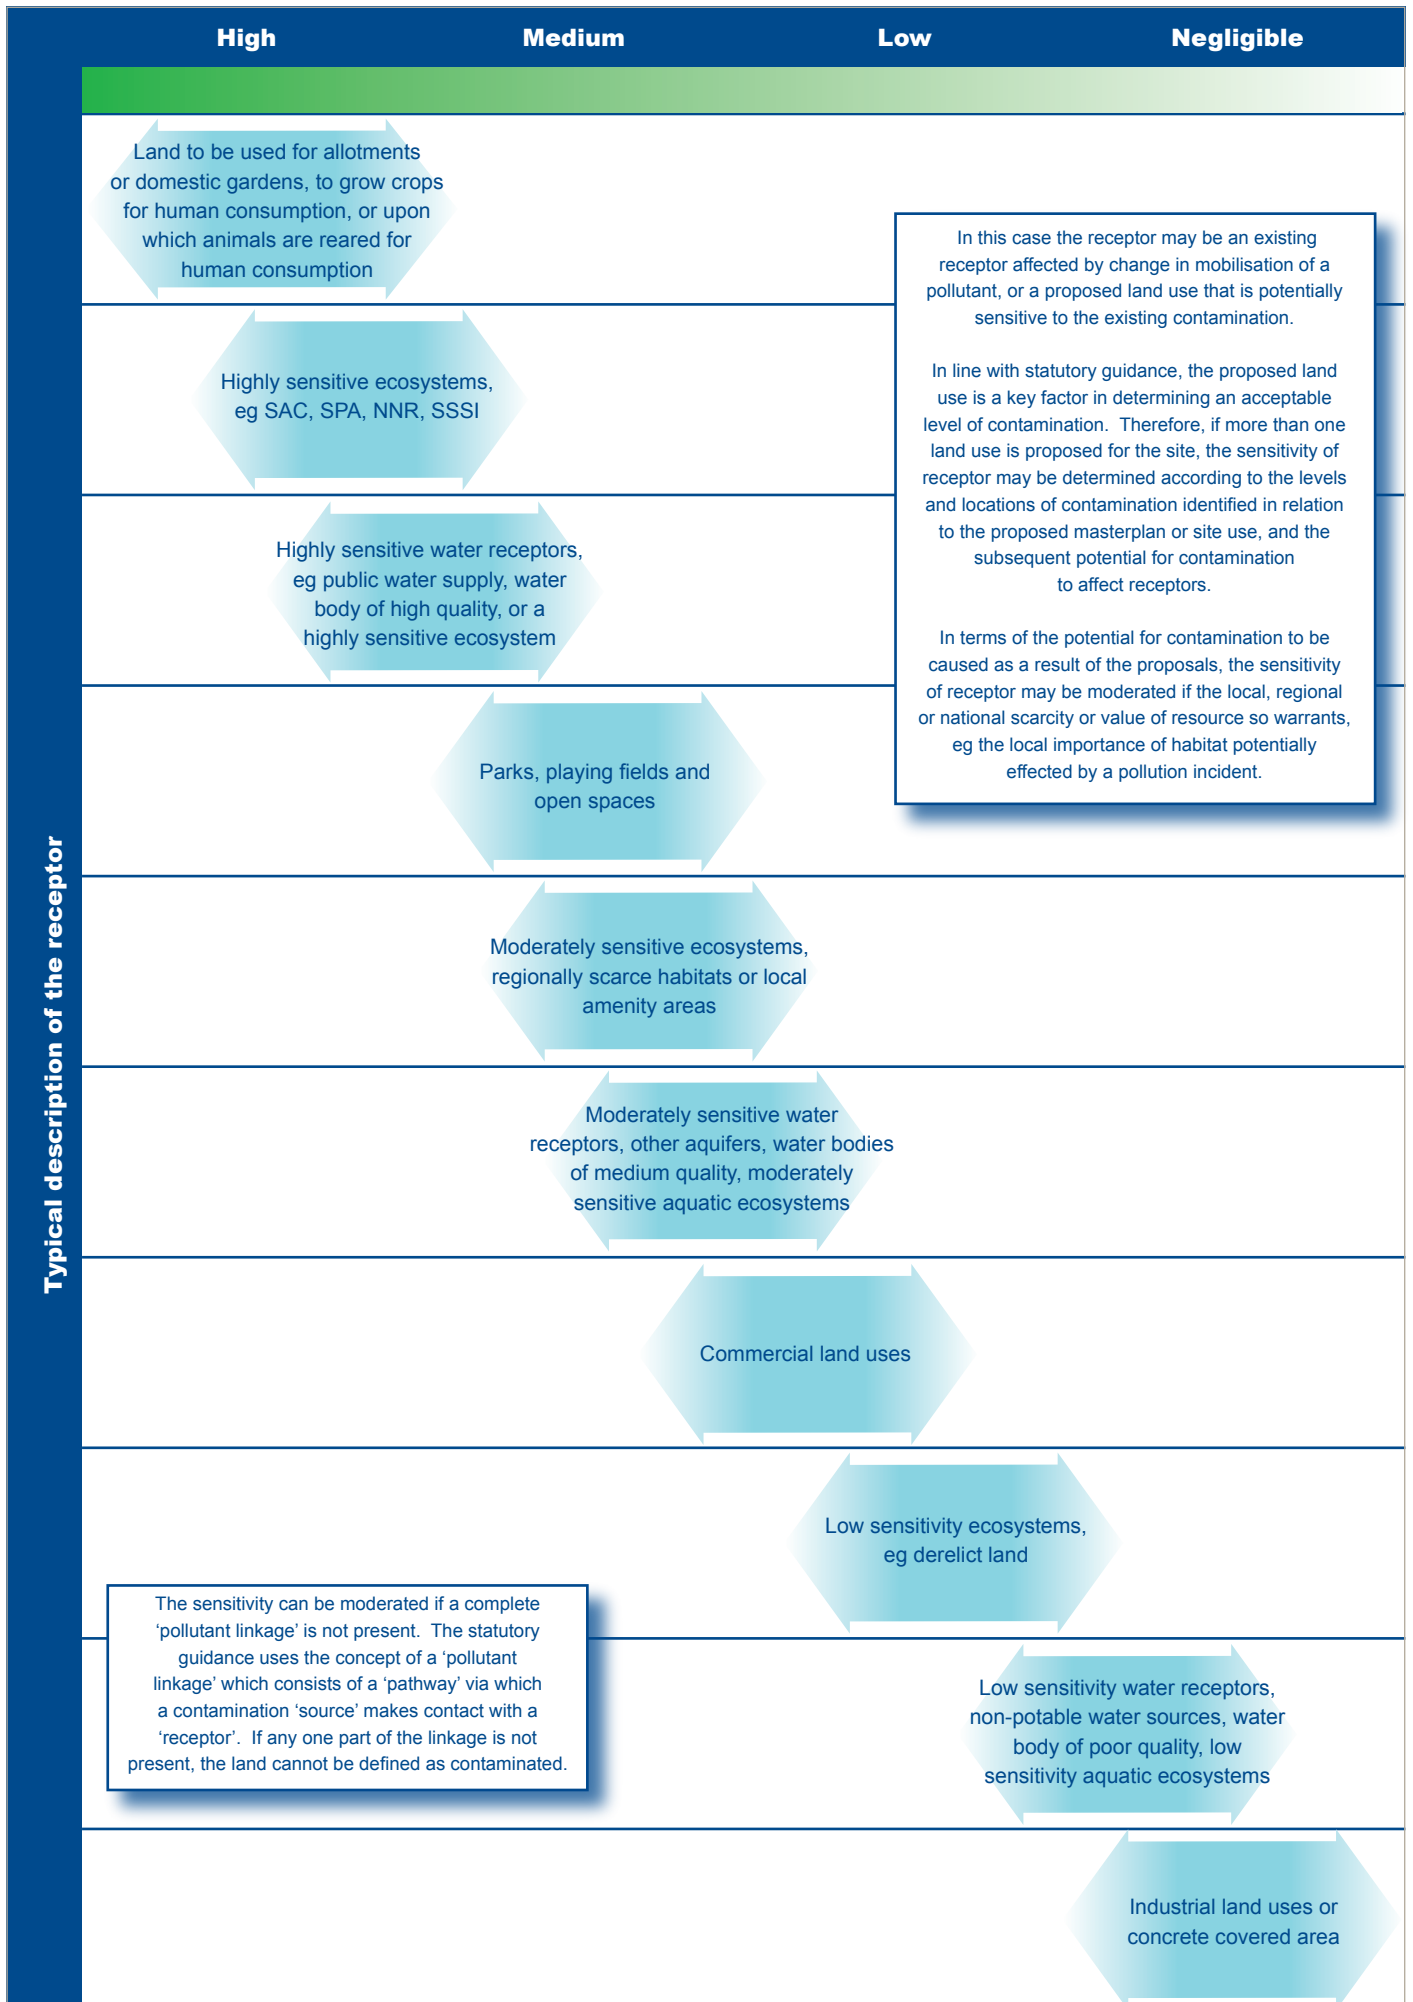 High
Medium
Low
Negligible
Typical description of the receptor
Land to be used for allotments
or domestic gardens, to grow crops
for human consumption, or upon
which animals are reared for
human consumption
In this case the receptor may be an existing
receptor affected by change in mobilisation of a
pollutant, or a proposed land use that is potentially
sensitive to the existing contamination.
In line with statutory guidance, the proposed land
use is a key factor in determining an acceptable
level of contamination. Therefore, if more than one
land use is proposed for the site, the sensitivity of
receptor may be determined according to the levels
and locations of contamination identified in relation
to the proposed masterplan or site use, and the
subsequent potential for contamination
to affect receptors.
In terms of the potential for contamination to be
caused as a result of the proposals, the sensitivity
of receptor may be moderated if the local, regional
or national scarcity or value of resource so warrants,
eg the local importance of habitat potentially
effected by a pollution incident.
Highly sensitive ecosystems,
eg SAC, SPA, NNR, SSSI
Highly sensitive water receptors,
eg public water supply, water
body of high quality, or a
highly sensitive ecosystem
Parks, playing fields and
open spaces
Moderately sensitive ecosystems,
regionally scarce habitats or local
amenity areas
Moderately sensitive water
receptors, other aquifers, water bodies
of medium quality, moderately
sensitive aquatic ecosystems
Commercial land uses
Low sensitivity ecosystems,
eg derelict land
The sensitivity can be moderated if a complete
‘pollutant linkage’ is not present. The statutory
guidance uses the concept of a ‘pollutant
linkage’ which consists of a ‘pathway’ via which
a contamination ‘source’ makes contact with a
‘receptor’. If any one part of the linkage is not
present, the land cannot be defined as contaminated.
Low sensitivity water receptors,
non-potable water sources, water
body of poor quality, low
sensitivity aquatic ecosystems
Industrial land uses or
concrete covered area